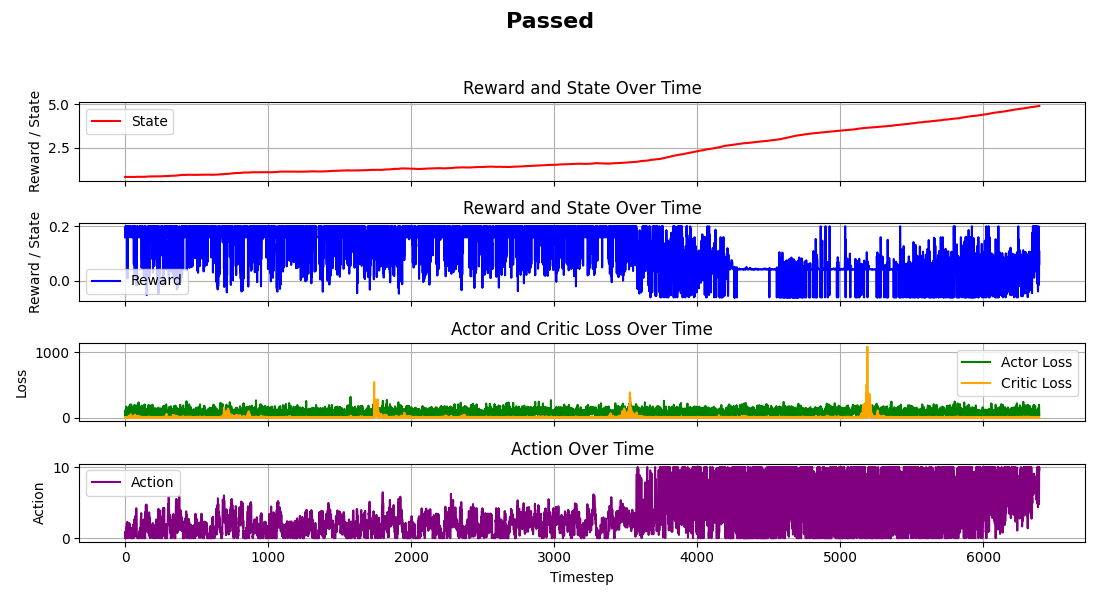 Passed
Reward and State Over Time
Reward / State
5.0
2.5
State
Reward and State Over Time
Reward / State
0.2
0.0
Reward
Actor and Critic Loss Over Time
Loss
1000
0
Actor Loss
Critic Loss
Action Over Time
Action
10
0
Action
0 1000 2000 3000 4000 5000 6000
Timestep